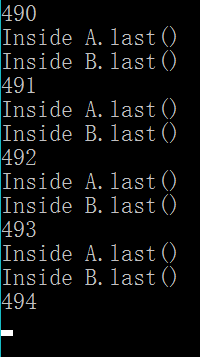 490
Inside A.last()
Inside B.last()
491
Inside A.last()
Inside B.last()
492
Inside A.last()
Inside B.last()
493
Inside A.last()
Inside B.last()
494